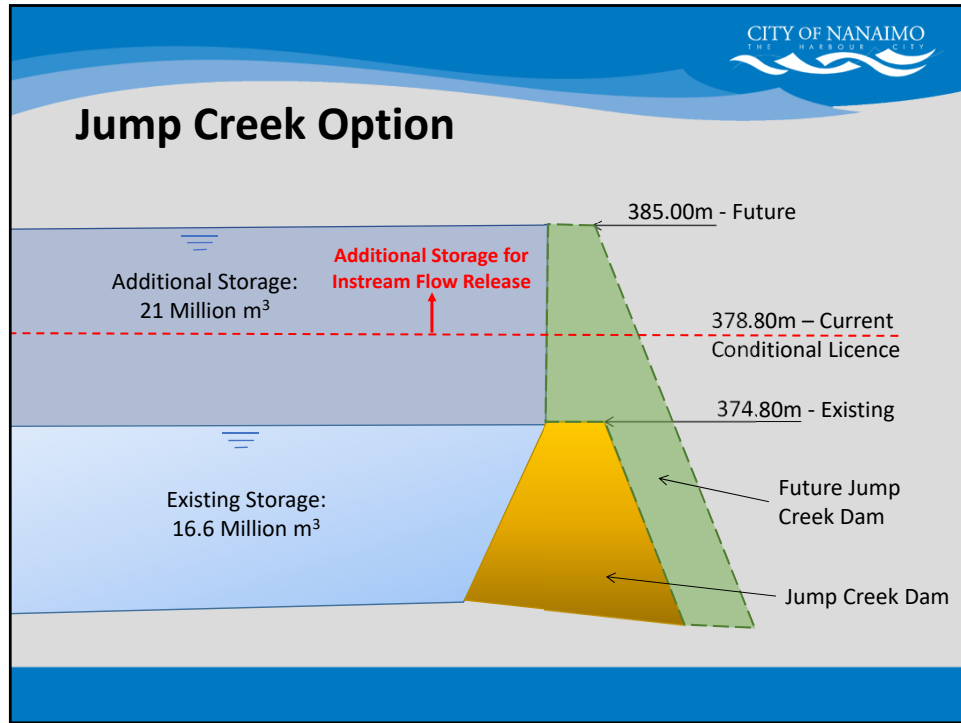 CITY OF NANAIMO
THE HARBOUR CITY
Jump Creek Option
385.00m - Future
Additional Storage for
Instream Flow Release
Additional Storage:
21 Million m³
378.80m – Current
Conditional Licence
374.80m - Existing
Existing Storage:
16.6 Million m³
Future Jump
Creek Dam
Jump Creek Dam